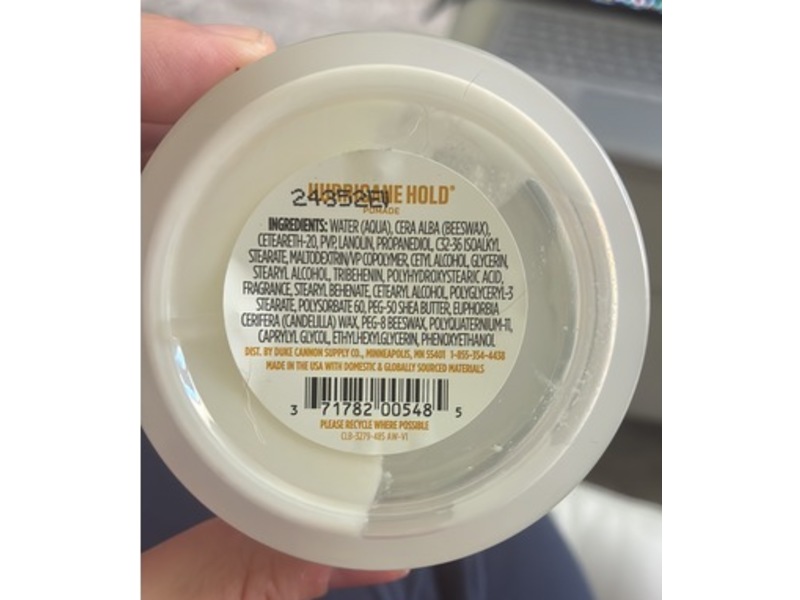 HURRICANE HOLD®
24352EW
POMADE
INGREDIENTS: WATER (AQUA), CERA ALBA (BEESWAX),
CETEARETH-20, PVP, LANOLIN, PROPANEDIOL, C32-36 ISOALKYL
STEARATE, MALTODEXTRIN/VP COPOLYMER, CETYL ALCOHOL, GLYCERIN,
STEARYL ALCOHOL, TRIBEHENIN, POLYHYDROXYSTEARIC ACID,
FRAGRANCE, STEARYL BEHENATE, CETEARYL ALCOHOL, POLYGLYCERYL-3
STEARATE, POLYSORBATE 60, PEG-50 SHEA BUTTER, EUPHORBIA
CERIFERA (CANDELILLA) WAX, PEG-8 BEESWAX, POLYQUATERNIUM-11,
CAPRYLYL GLYCOL, ETHYLHEXYLGLYCERIN, PHENOXYETHANOL
DIST. BY DUKE CANNON SUPPLY CO., MINNEAPOLIS, MN 55401 1-855-354-4438
MADE IN THE USA WITH DOMESTIC & GLOBALLY SOURCED MATERIALS
3 71782 00548 5
PLEASE RECYCLE WHERE POSSIBLE
CLB-3279-485 AW-V1